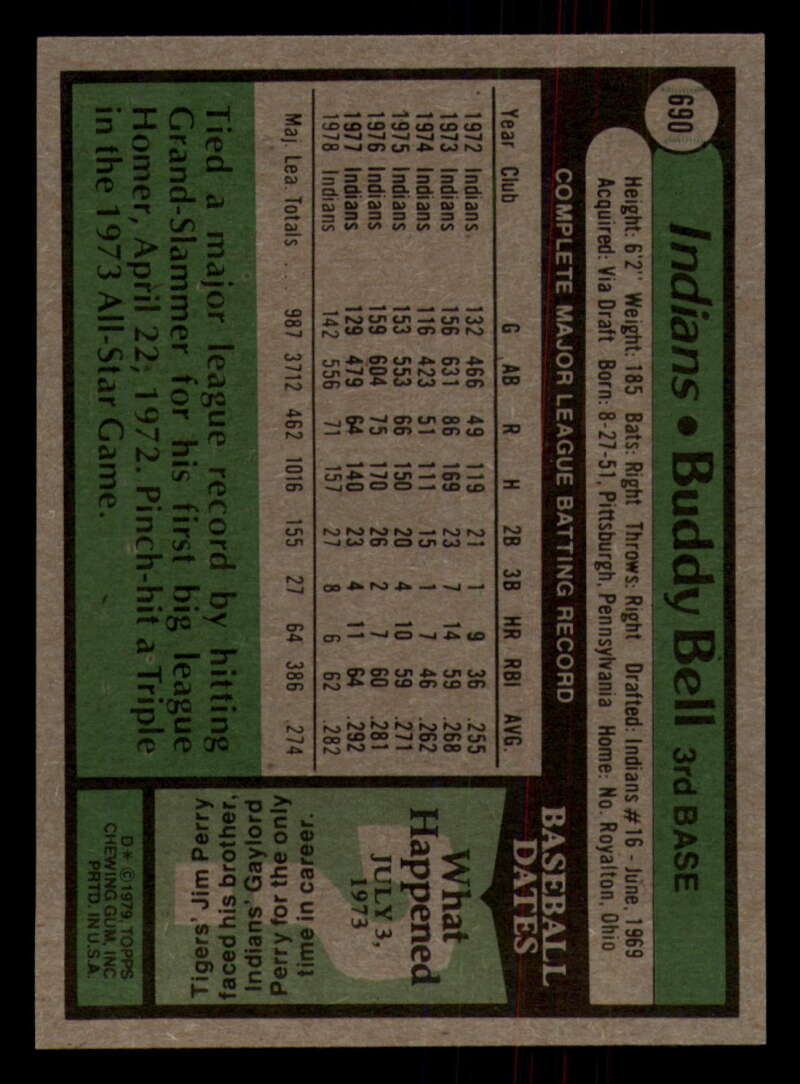 690
Indians • Buddy Bell 3rd BASE
Height: 6'2" Weight: 185 Bats: Right Throws: Right Drafted: Indians #16 - June, 1969
Acquired: Via Draft Born: 8-27-51, Pittsburgh, Pennsylvania Home: No. Royalton, Ohio
COMPLETE MAJOR LEAGUE BATTING RECORD
Year Club G AB R H 2B 3B HR RBI AVG.
1972 Indians 132 466 49 119 21 1 9 36 .255
1973 Indians 156 631 86 169 23 7 14 59 .268
1974 Indians 116 423 51 111 15 1 7 46 .262
1975 Indians 153 553 66 150 20 4 10 59 .271
1976 Indians 159 604 75 170 26 2 7 60 .281
1977 Indians 129 479 64 140 23 4 11 64 .292
1978 Indians 142 556 71 157 27 8 6 62 .282
Maj. Lea. Totals ... 987 3712 462 1016 155 27 64 386 .274
Tied a major league record by hitting
Grand-Slammer for his first big league
Homer, April 22, 1972. Pinch-hit a Triple
in the 1973 All-Star Game.
BASEBALL
DATES
What
Happened
JULY 3,
1973
Tigers' Jim Perry
faced his brother,
Indians' Gaylord
Perry for the only
time in career.
D* © 1979, TOPPS
CHEWING GUM, INC
PRTD. IN U.S.A.